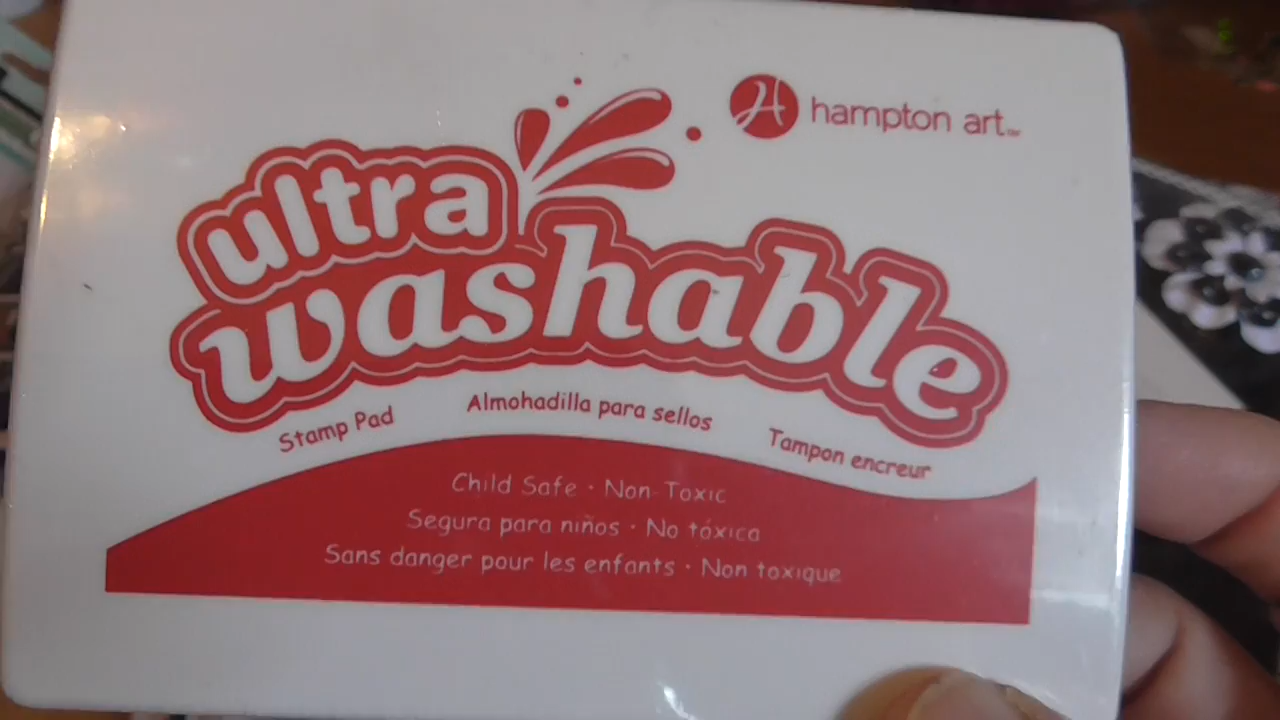 H hampton art™
ultra
washable
Stamp Pad
Almohadilla para sellos
Tampon encreur
Child Safe · Non-Toxic
Segura para niños · No tóxica
Sans danger pour les enfants · Non toxique